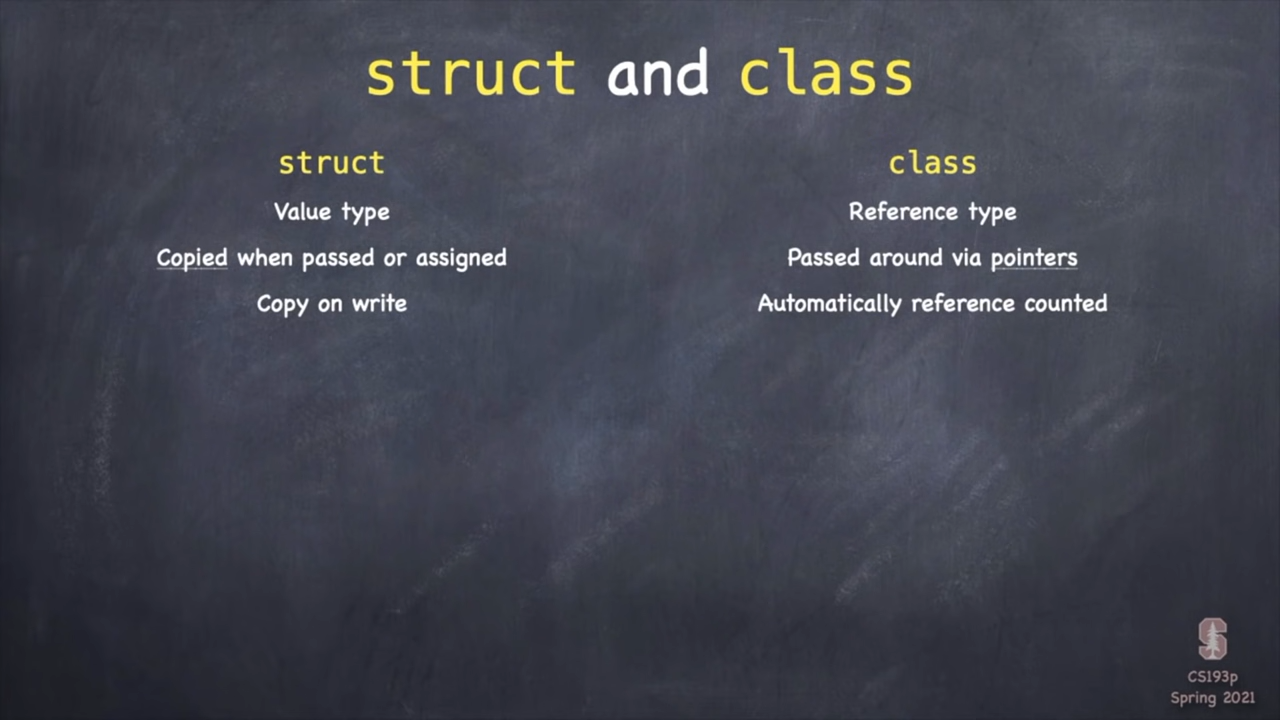 struct and class
struct
Value type
Copied when passed or assigned
Copy on write
class
Reference type
Passed around via pointers
Automatically reference counted
S
CS193p
Spring 2021